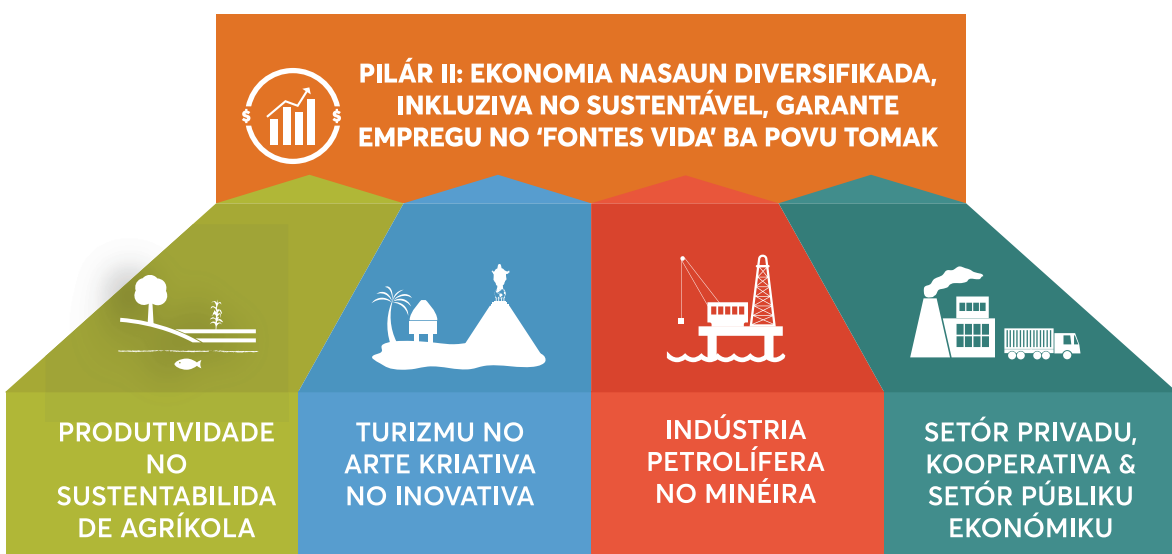 PILÁR II: EKONOMIA NASAUN DIVERSIFIKADA,
INKLUZIVA NO SUSTENTÁVEL, GARANTE
EMPREGU NO ‘FONTES VIDA’ BA POVU TOMAK
$ $
PRODUTIVIDADE
NO
SUSTENTABILIDA
DE AGRÍKOLA
TURIZMU NO
ARTE KRIATIVA
NO INOVATIVA
INDÚSTRIA
PETROLÍFERA
NO MINÉIRA
SETÓR PRIVADU,
KOOPERATIVA &
SETÓR PÚBLIKU
EKONÓMIKU